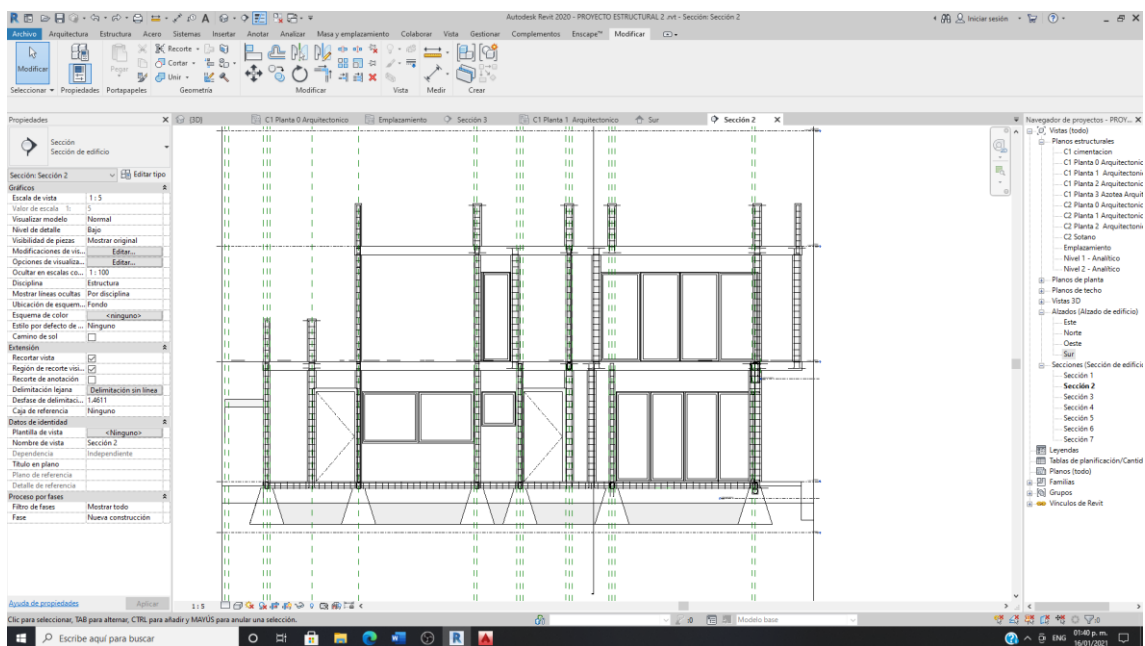 Autodesk Revit 2020 - PROYECTO ESTRUCTURAL 2 .rvt - Sección: Sección 2
Iniciar sesión
Archivo Arquitectura Estructura Acero Sistemas Insertar Anotar Analizar Masa y emplazamiento Colaborar Vista Gestionar Complementos Enscape™ Modificar
Modificar
Pegar
Recorte
Cortar
Unir
Seleccionar Propiedades Portapapeles Geometría Modificar Vista Medir Crear
Propiedades
(3D) C1 Planta 0 Arquitectonico Emplazamiento Sección 3 C1 Planta 1 Arquitectonico Sur Sección 2
Navegador de proyectos - PROY...
Sección
Sección de edificio
Sección: Sección 2 Editar tipo
Gráficos
Escala de vista 1 : 5
Valor de escala 1: 5
Visualizar modelo Normal
Nivel de detalle Bajo
Visibilidad de piezas Mostrar original
Modificaciones de vis... Editar...
Opciones de visualiza... Editar...
Ocultar en escalas co... 1 : 100
Disciplina Estructura
Mostrar líneas ocultas Por disciplina
Ubicación de esquem... Fondo
Esquema de color <ninguno>
Estilo por defecto de ... Ninguno
Camino de sol
Extensión
Recortar vista
Región de recorte visi...
Recorte de anotación
Delimitación lejana Delimitación sin línea
Desfase de delimitaci... 1.4611
Caja de referencia Ninguno
Datos de identidad
Plantilla de vista <Ninguno>
Nombre de vista Sección 2
Dependencia Independiente
Título en plano
Plano de referencia
Detalle de referencia
Proceso por fases
Filtro de fases Mostrar todo
Fase Nueva construcción
Ayuda de propiedades Aplicar
Vistas (todo)
Planos estructurales
C1 cimentacion
C1 Planta 0 Arquitectonic
C1 Planta 1 Arquitectonic
C1 Planta 2 Arquitectonic
C1 Planta 3 Azotea Arquit
C2 Planta 0 Arquitectonic
C2 Planta 1 Arquitectonic
C2 Planta 2 Arquitectonic
C2 Sotano
Emplazamiento
Nivel 1 - Analítico
Nivel 2 - Analítico
Planos de planta
Planos de techo
Vistas 3D
Alzados (Alzado de edificio)
Este
Norte
Oeste
Sur
Secciones (Sección de edificio
Sección 1
Sección 2
Sección 3
Sección 4
Sección 5
Sección 6
Sección 7
Leyendas
Tablas de planificación/Cantid
Planos (todo)
Familias
Grupos
Vínculos de Revit
1 : 5
Clic para seleccionar, TAB para alternar, CTRL para añadir y MAYÚS para anular una selección.
:0 Modelo base :0
Escribe aquí para buscar
ENG
01:40 p. m.
16/01/2021